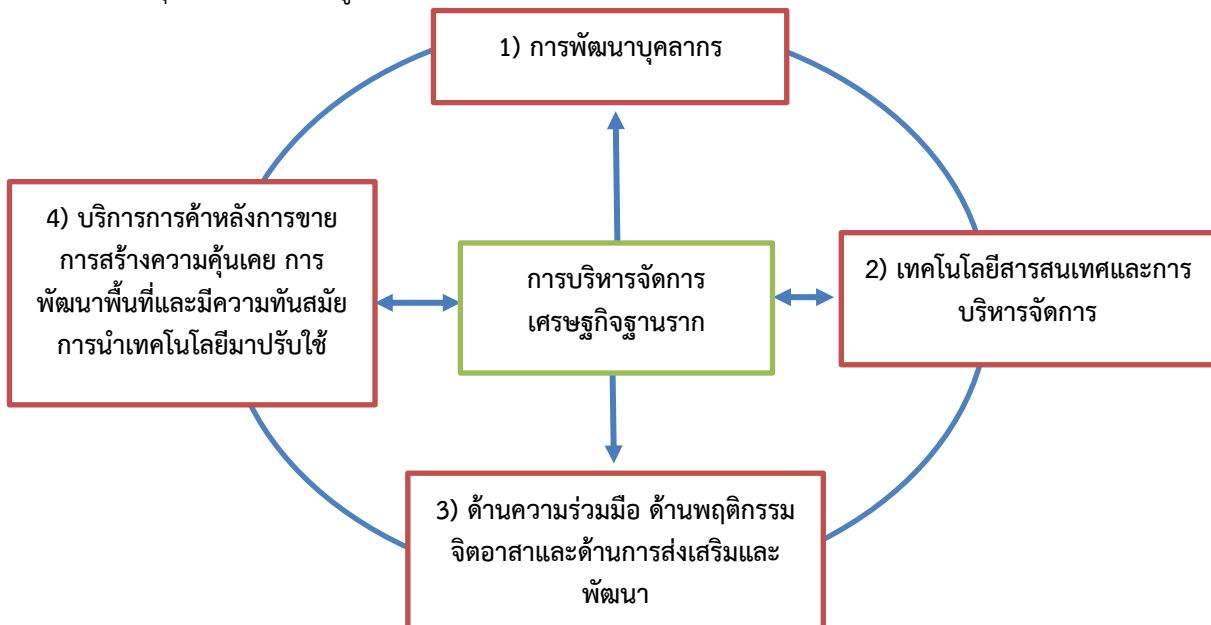 1) การพัฒนาบุคลากร
4) บริการการค้าหลังการขาย
การสร้างความคุ้นเคย การ
พัฒนาพื้นที่และมีความทันสมัย
การนำเทคโนโลยีมาปรับใช้
การบริหารจัดการ
เศรษฐกิจฐานราก
2) เทคโนโลยีสารสนเทศและการ
บริหารจัดการ
3) ด้านความร่วมมือ ด้านพฤติกรรม
จิตอาสาและด้านการส่งเสริมและ
พัฒนา